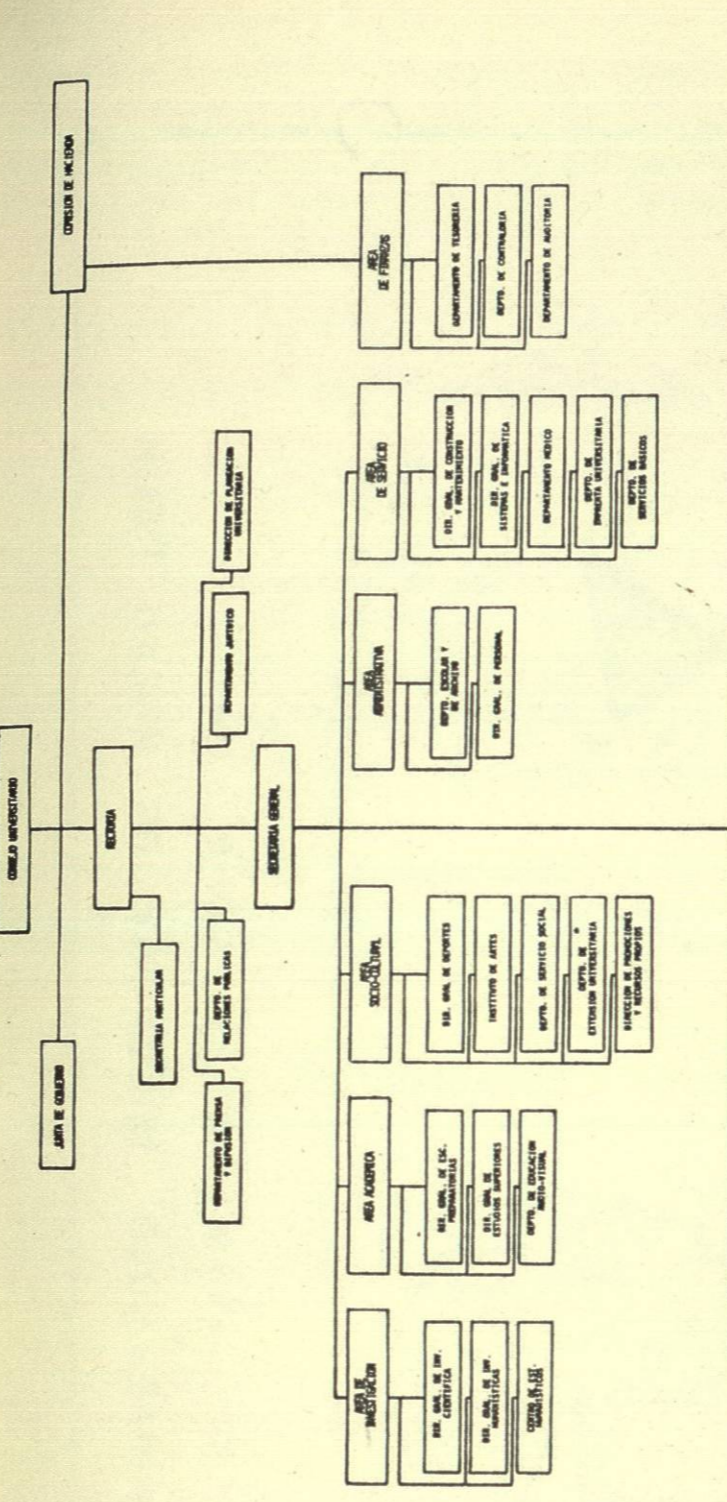 CONSEJO UNIVERSITARIO
JUNTA DE GOBIERNO
COMISION DE HACIENDA
RECTORIA
SECRETARIA PARTICULAR
DEPARTAMENTO DE PRENSA
Y DIFUSION
DEPTO. DE
RELACIONES PUBLICAS
DEPARTAMENTO JURIDICO
DIRECCION DE PLANEACION
UNIVERSITARIA
SECRETARIA GENERAL
AREA DE
INVESTIGACION
DIR. GRAL. DE INV.
CIENTIFICA
DIR. GRAL. DE INV.
HUMANISTICAS
CENTRO DE EST.
HUMANISTICOS
AREA ACADEMICA
DIR. GRAL. DE ESC.
PREPARATORIAS
DIR. GRAL. DE
ESTUDIOS SUPERIORES
DEPTO. DE EDUCACION
AUDIO-VISUAL
AREA
SOCIO-CULTURAL
DIR. GRAL DE DEPORTES
INSTITUTO DE ARTES
DEPTO. DE SERVICIO SOCIAL
DEPTO. DE *
EXTENSION UNIVERSITARIA
DIRECCION DE PROMOCIONES
Y RECURSOS PROPIOS
AREA
ADMINISTRATIVA
DEPTO. ESCOLAR Y
DE ARCHIVO
DIR. GRAL. DE PERSONAL
AREA
DE SERVICIO
DIR. GRAL. DE CONSTRUCCION
Y MANTENIMIENTO
DIR. GRAL. DE
SISTEMAS E INFORMATICA
DEPARTAMENTO MEDICO
DEPTO. DE
IMPRENTA UNIVERSITARIA
DEPTO. DE
SERVICIOS BASICOS
AREA
DE FINANZAS
DEPARTAMENTO DE TESORERIA
DEPTO. DE CONTRALORIA
DEPARTAMENTO DE AUDITORIA